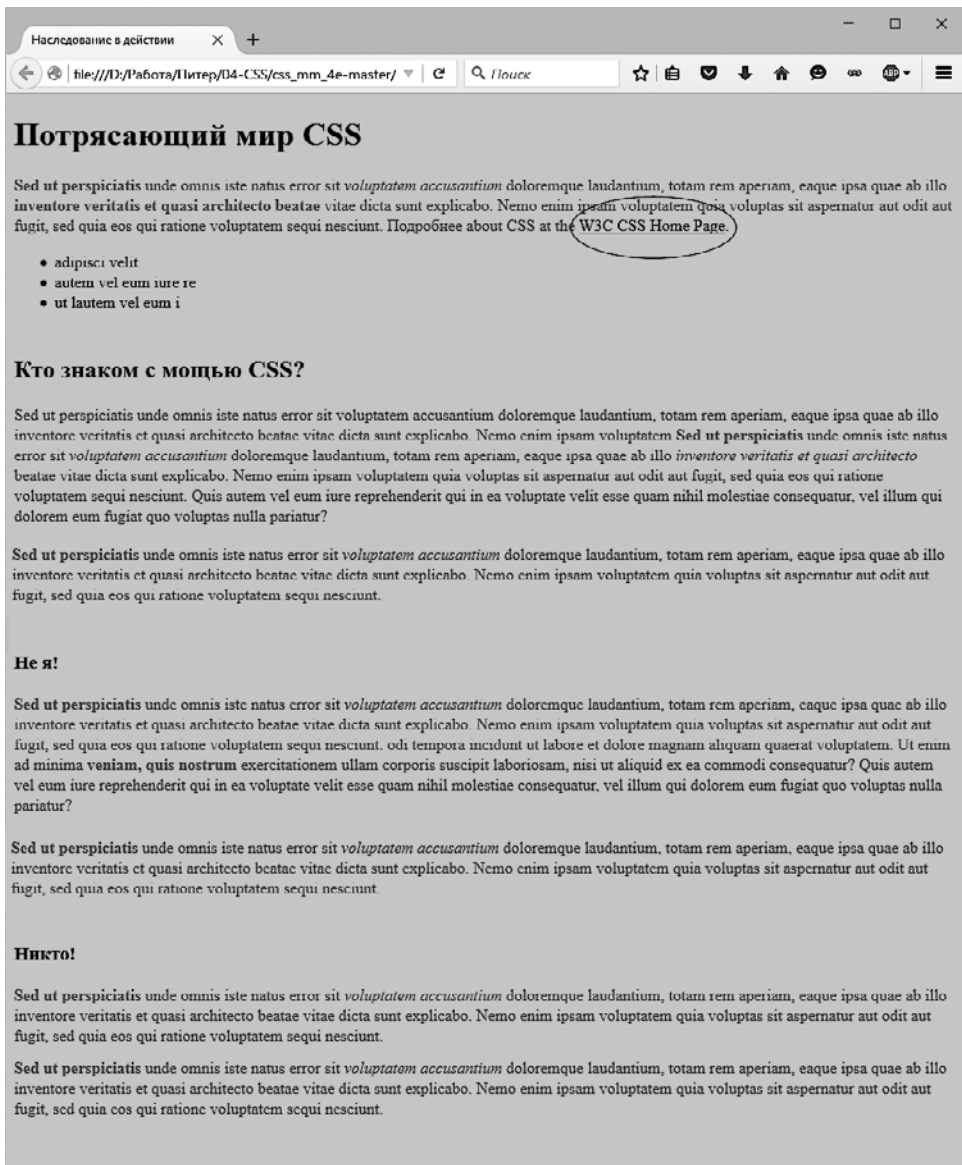 Наследование в действии
file:///D:/Работа/Питер/04-CSS/css_mm_4e-master/
Поиск
ABP
Потрясающий мир CSS
Sed ut perspiciatis unde omnis iste natus error sit voluptatem accusantium doloremque laudantium, totam rem aperiam, eaque ipsa quae ab illo
inventore veritatis et quasi architecto beatae vitae dicta sunt explicabo. Nemo enim ipsam voluptatem quia voluptas sit aspernatur aut odit aut
fugit, sed quia eos qui ratione voluptatem sequi nesciunt. Подробнее about CSS at the W3C CSS Home Page.
• adipisci velit
• autem vel eum iure re
• ut lautem vel eum i
Кто знаком с мощью CSS?
Sed ut perspiciatis unde omnis iste natus error sit voluptatem accusantium doloremque laudantium, totam rem aperiam, eaque ipsa quae ab illo
inventore veritatis et quasi architecto beatae vitae dicta sunt explicabo. Nemo enim ipsam voluptatem Sed ut perspiciatis unde omnis iste natus
error sit voluptatem accusantium doloremque laudantium, totam rem aperiam, eaque ipsa quae ab illo inventore veritatis et quasi architecto
beatae vitae dicta sunt explicabo. Nemo enim ipsam voluptatem quia voluptas sit aspernatur aut odit aut fugit, sed quia eos qui ratione
voluptatem sequi nesciunt. Quis autem vel eum iure reprehenderit qui in ea voluptate velit esse quam nihil molestiae consequatur, vel illum qui
dolorem eum fugiat quo voluptas nulla pariatur?
Sed ut perspiciatis unde omnis iste natus error sit voluptatem accusantium doloremque laudantium, totam rem aperiam, eaque ipsa quae ab illo
inventore veritatis et quasi architecto beatae vitae dicta sunt explicabo. Nemo enim ipsam voluptatem quia voluptas sit aspernatur aut odit aut
fugit, sed quia eos qui ratione voluptatem sequi nesciunt.
Не я!
Sed ut perspiciatis unde omnis iste natus error sit voluptatem accusantium doloremque laudantium, totam rem aperiam, eaque ipsa quae ab illo
inventore veritatis et quasi architecto beatae vitae dicta sunt explicabo. Nemo enim ipsam voluptatem quia voluptas sit aspernatur aut odit aut
fugit, sed quia eos qui ratione voluptatem sequi nesciunt. odi tempora incidunt ut labore et dolore magnam aliquam quaerat voluptatem. Ut enim
ad minima veniam, quis nostrum exercitationem ullam corporis suscipit laboriosam, nisi ut aliquid ex ea commodi consequatur? Quis autem
vel eum iure reprehenderit qui in ea voluptate velit esse quam nihil molestiae consequatur, vel illum qui dolorem eum fugiat quo voluptas nulla
pariatur?
Sed ut perspiciatis unde omnis iste natus error sit voluptatem accusantium doloremque laudantium, totam rem aperiam, eaque ipsa quae ab illo
inventore veritatis et quasi architecto beatae vitae dicta sunt explicabo. Nemo enim ipsam voluptatem quia voluptas sit aspernatur aut odit aut
fugit, sed quia eos qui ratione voluptatem sequi nesciunt.
Никто!
Sed ut perspiciatis unde omnis iste natus error sit voluptatem accusantium doloremque laudantium, totam rem aperiam, eaque ipsa quae ab illo
inventore veritatis et quasi architecto beatae vitae dicta sunt explicabo. Nemo enim ipsam voluptatem quia voluptas sit aspernatur aut odit aut
fugit, sed quia eos qui ratione voluptatem sequi nesciunt.
Sed ut perspiciatis unde omnis iste natus error sit voluptatem accusantium doloremque laudantium, totam rem aperiam, eaque ipsa quae ab illo
inventore veritatis et quasi architecto beatae vitae dicta sunt explicabo. Nemo enim ipsam voluptatem quia voluptas sit aspernatur aut odit aut
fugit, sed quia eos qui ratione voluptatem sequi nesciunt.